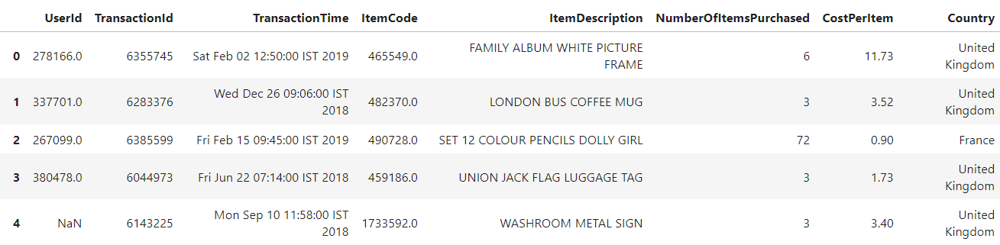 UserId TransactionId TransactionTime ItemCode ItemDescription NumberOfItemsPurchased CostPerItem Country
0 278166.0 6355745 Sat Feb 02 12:50:00 IST 2019 465549.0 FAMILY ALBUM WHITE PICTURE FRAME 6 11.73 United Kingdom
1 337701.0 6283376 Wed Dec 26 09:06:00 IST 2018 482370.0 LONDON BUS COFFEE MUG 3 3.52 United Kingdom
2 267099.0 6385599 Fri Feb 15 09:45:00 IST 2019 490728.0 SET 12 COLOUR PENCILS DOLLY GIRL 72 0.90 France
3 380478.0 6044973 Fri Jun 22 07:14:00 IST 2018 459186.0 UNION JACK FLAG LUGGAGE TAG 3 1.73 United Kingdom
4 NaN 6143225 Mon Sep 10 11:58:00 IST 2018 1733592.0 WASHROOM METAL SIGN 3 3.40 United Kingdom